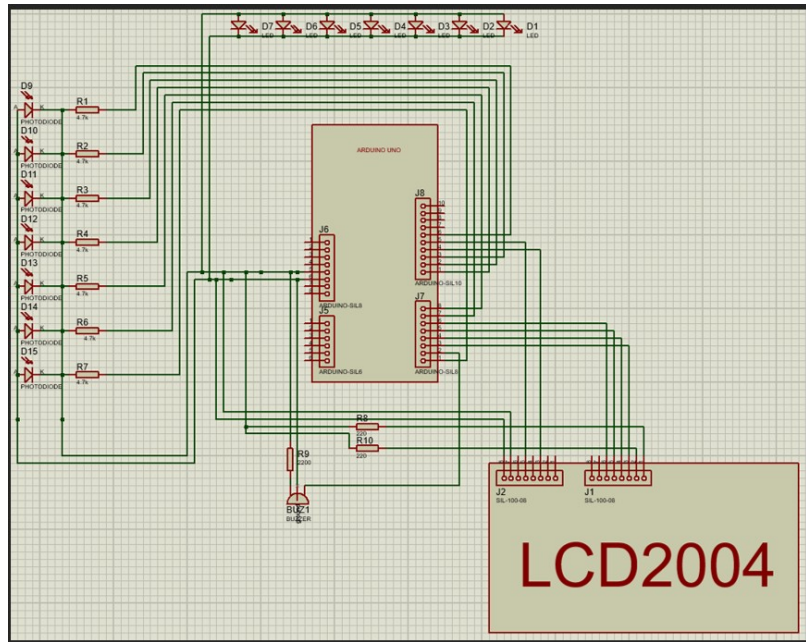 D7
LED
D6
LED
D5
LED
D4
LED
D3
LED
D2
LED
D1
LED
D9
PHOTODIODE
R1
4.7k
D10
PHOTODIODE
R2
4.7k
D11
PHOTODIODE
R3
4.7k
D12
PHOTODIODE
R4
4.7k
D13
PHOTODIODE
R5
4.7k
D14
PHOTODIODE
R6
4.7k
D15
PHOTODIODE
R7
4.7k
ARDUINO UNO
J8
ARDUINO-SIL10
J6
ARDUINO-SIL8
J7
ARDUINO-SIL8
J5
ARDUINO-SIL6
R8
220
R10
220
R9
2200
BUZ1
BUZZER
J2
SIL-100-08
J1
SIL-100-08
LCD2004